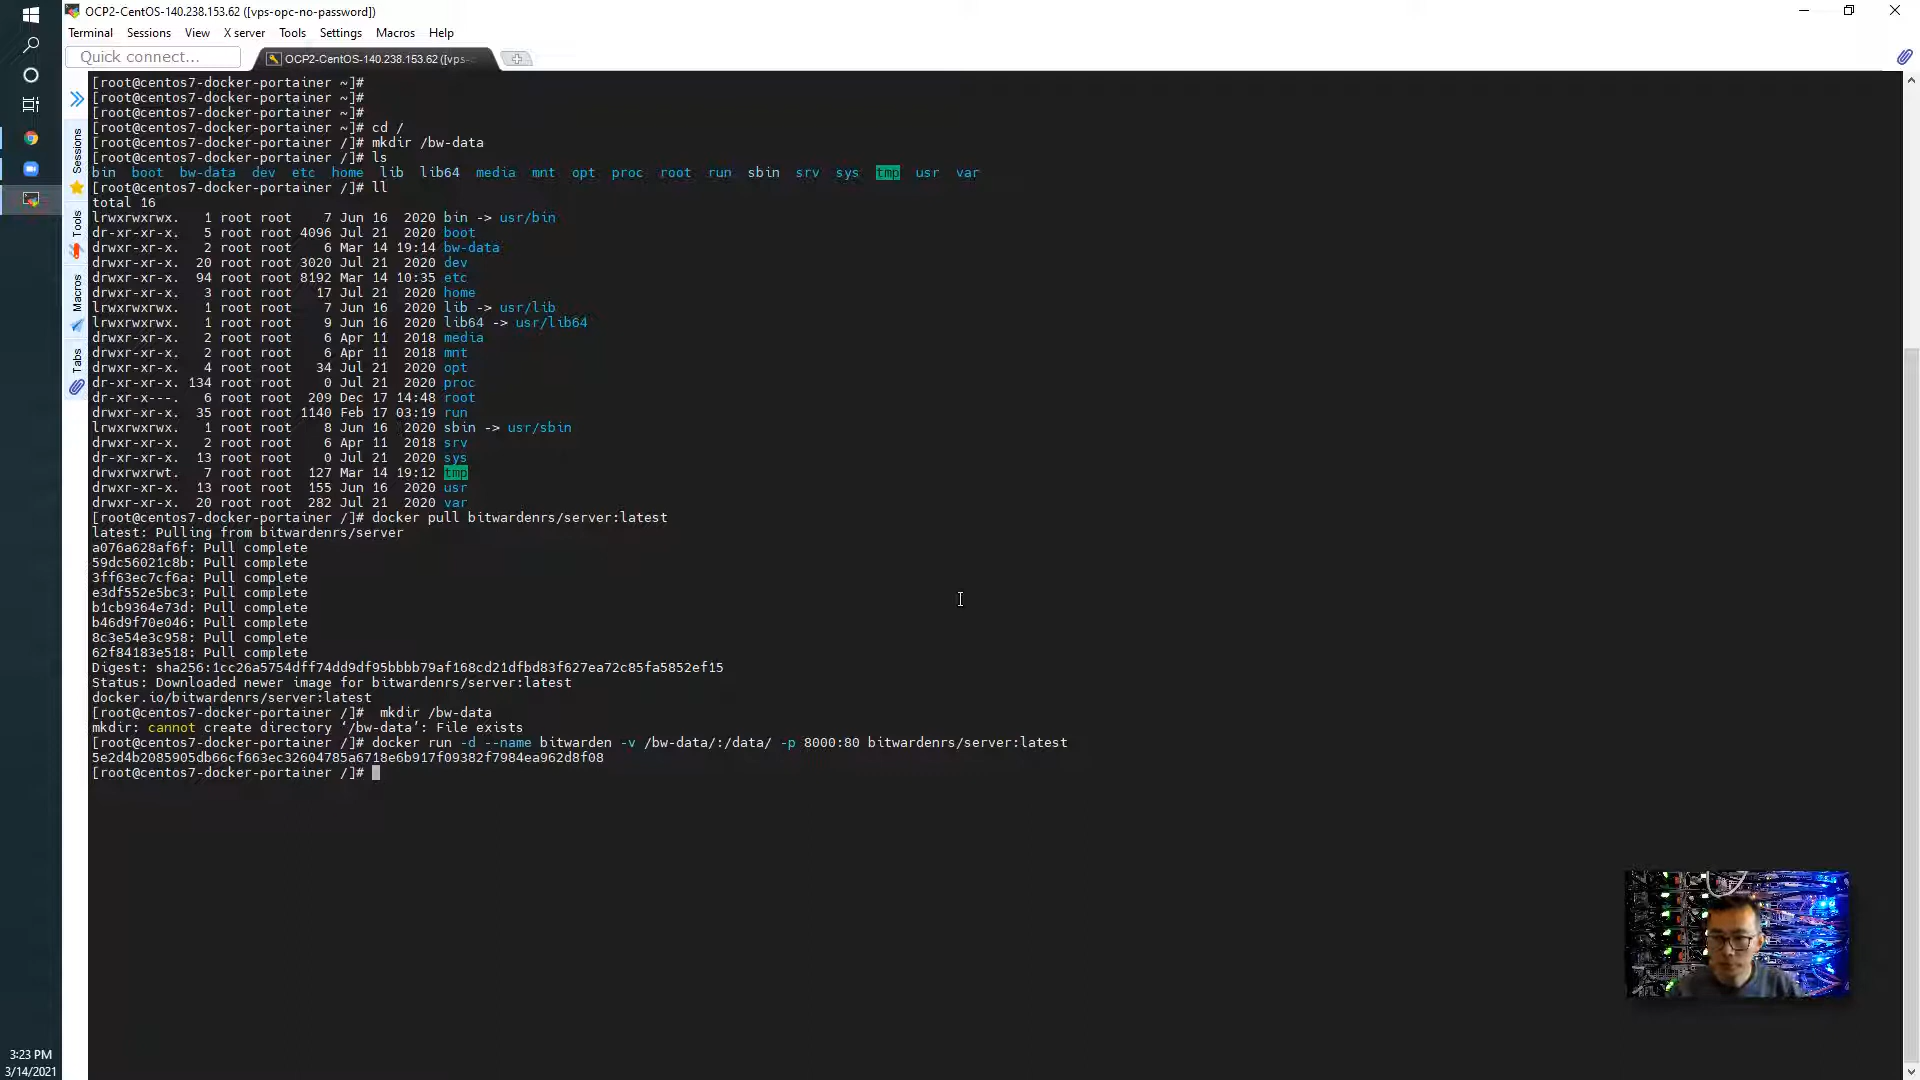 OCP2-CentOS-140.238.153.62 ([vps-opc-no-password])
Terminal Sessions View X server Tools Settings Macros Help
Quick connect...
OCP2-CentOS-140.238.153.62 ([vps-
Sessions
Tools
Macros
Tabs
[root@centos7-docker-portainer ~]#
[root@centos7-docker-portainer ~]#
[root@centos7-docker-portainer ~]#
[root@centos7-docker-portainer ~]# cd /
[root@centos7-docker-portainer /]# mkdir /bw-data
[root@centos7-docker-portainer /]# ls
bin boot bw-data dev etc home lib lib64 media mnt opt proc root run sbin srv sys tmp usr var
[root@centos7-docker-portainer /]# ll
total 16
lrwxrwxrwx. 1 root root 7 Jun 16 2020 bin -> usr/bin
dr-xr-xr-x. 5 root root 4096 Jul 21 2020 boot
drwxr-xr-x. 2 root root 6 Mar 14 19:14 bw-data
drwxr-xr-x. 20 root root 3020 Jul 21 2020 dev
drwxr-xr-x. 94 root root 8192 Mar 14 10:35 etc
drwxr-xr-x. 3 root root 17 Jul 21 2020 home
lrwxrwxrwx. 1 root root 7 Jun 16 2020 lib -> usr/lib
lrwxrwxrwx. 1 root root 9 Jun 16 2020 lib64 -> usr/lib64
drwxr-xr-x. 2 root root 6 Apr 11 2018 media
drwxr-xr-x. 2 root root 6 Apr 11 2018 mnt
drwxr-xr-x. 4 root root 34 Jul 21 2020 opt
dr-xr-xr-x. 134 root root 0 Jul 21 2020 proc
dr-xr-x---. 6 root root 209 Dec 17 14:48 root
drwxr-xr-x. 35 root root 1140 Feb 17 03:19 run
lrwxrwxrwx. 1 root root 8 Jun 16 2020 sbin -> usr/sbin
drwxr-xr-x. 2 root root 6 Apr 11 2018 srv
dr-xr-xr-x. 13 root root 0 Jul 21 2020 sys
drwxrwxrwt. 7 root root 127 Mar 14 19:12 tmp
drwxr-xr-x. 13 root root 155 Jun 16 2020 usr
drwxr-xr-x. 20 root root 282 Jul 21 2020 var
[root@centos7-docker-portainer /]# docker pull bitwardenrs/server:latest
latest: Pulling from bitwardenrs/server
a076a628af6f: Pull complete
59dc56021c8b: Pull complete
3ff63ec7cf6a: Pull complete
e3df552e5bc3: Pull complete
b1cb9364e73d: Pull complete
b46d9f70e046: Pull complete
8c3e54e3c958: Pull complete
62f84183e518: Pull complete
Digest: sha256:1cc26a5754dff74dd9df95bbbb79af168cd21dfbd83f627ea72c85fa5852ef15
Status: Downloaded newer image for bitwardenrs/server:latest
docker.io/bitwardenrs/server:latest
[root@centos7-docker-portainer /]#  mkdir /bw-data
mkdir: cannot create directory ‘/bw-data’: File exists
[root@centos7-docker-portainer /]# docker run -d --name bitwarden -v /bw-data/:/data/ -p 8000:80 bitwardenrs/server:latest
5e2d4b2085905db66cf663ec32604785a6718e6b917f09382f7984ea962d8f08
[root@centos7-docker-portainer /]#
3:23 PM
3/14/2021